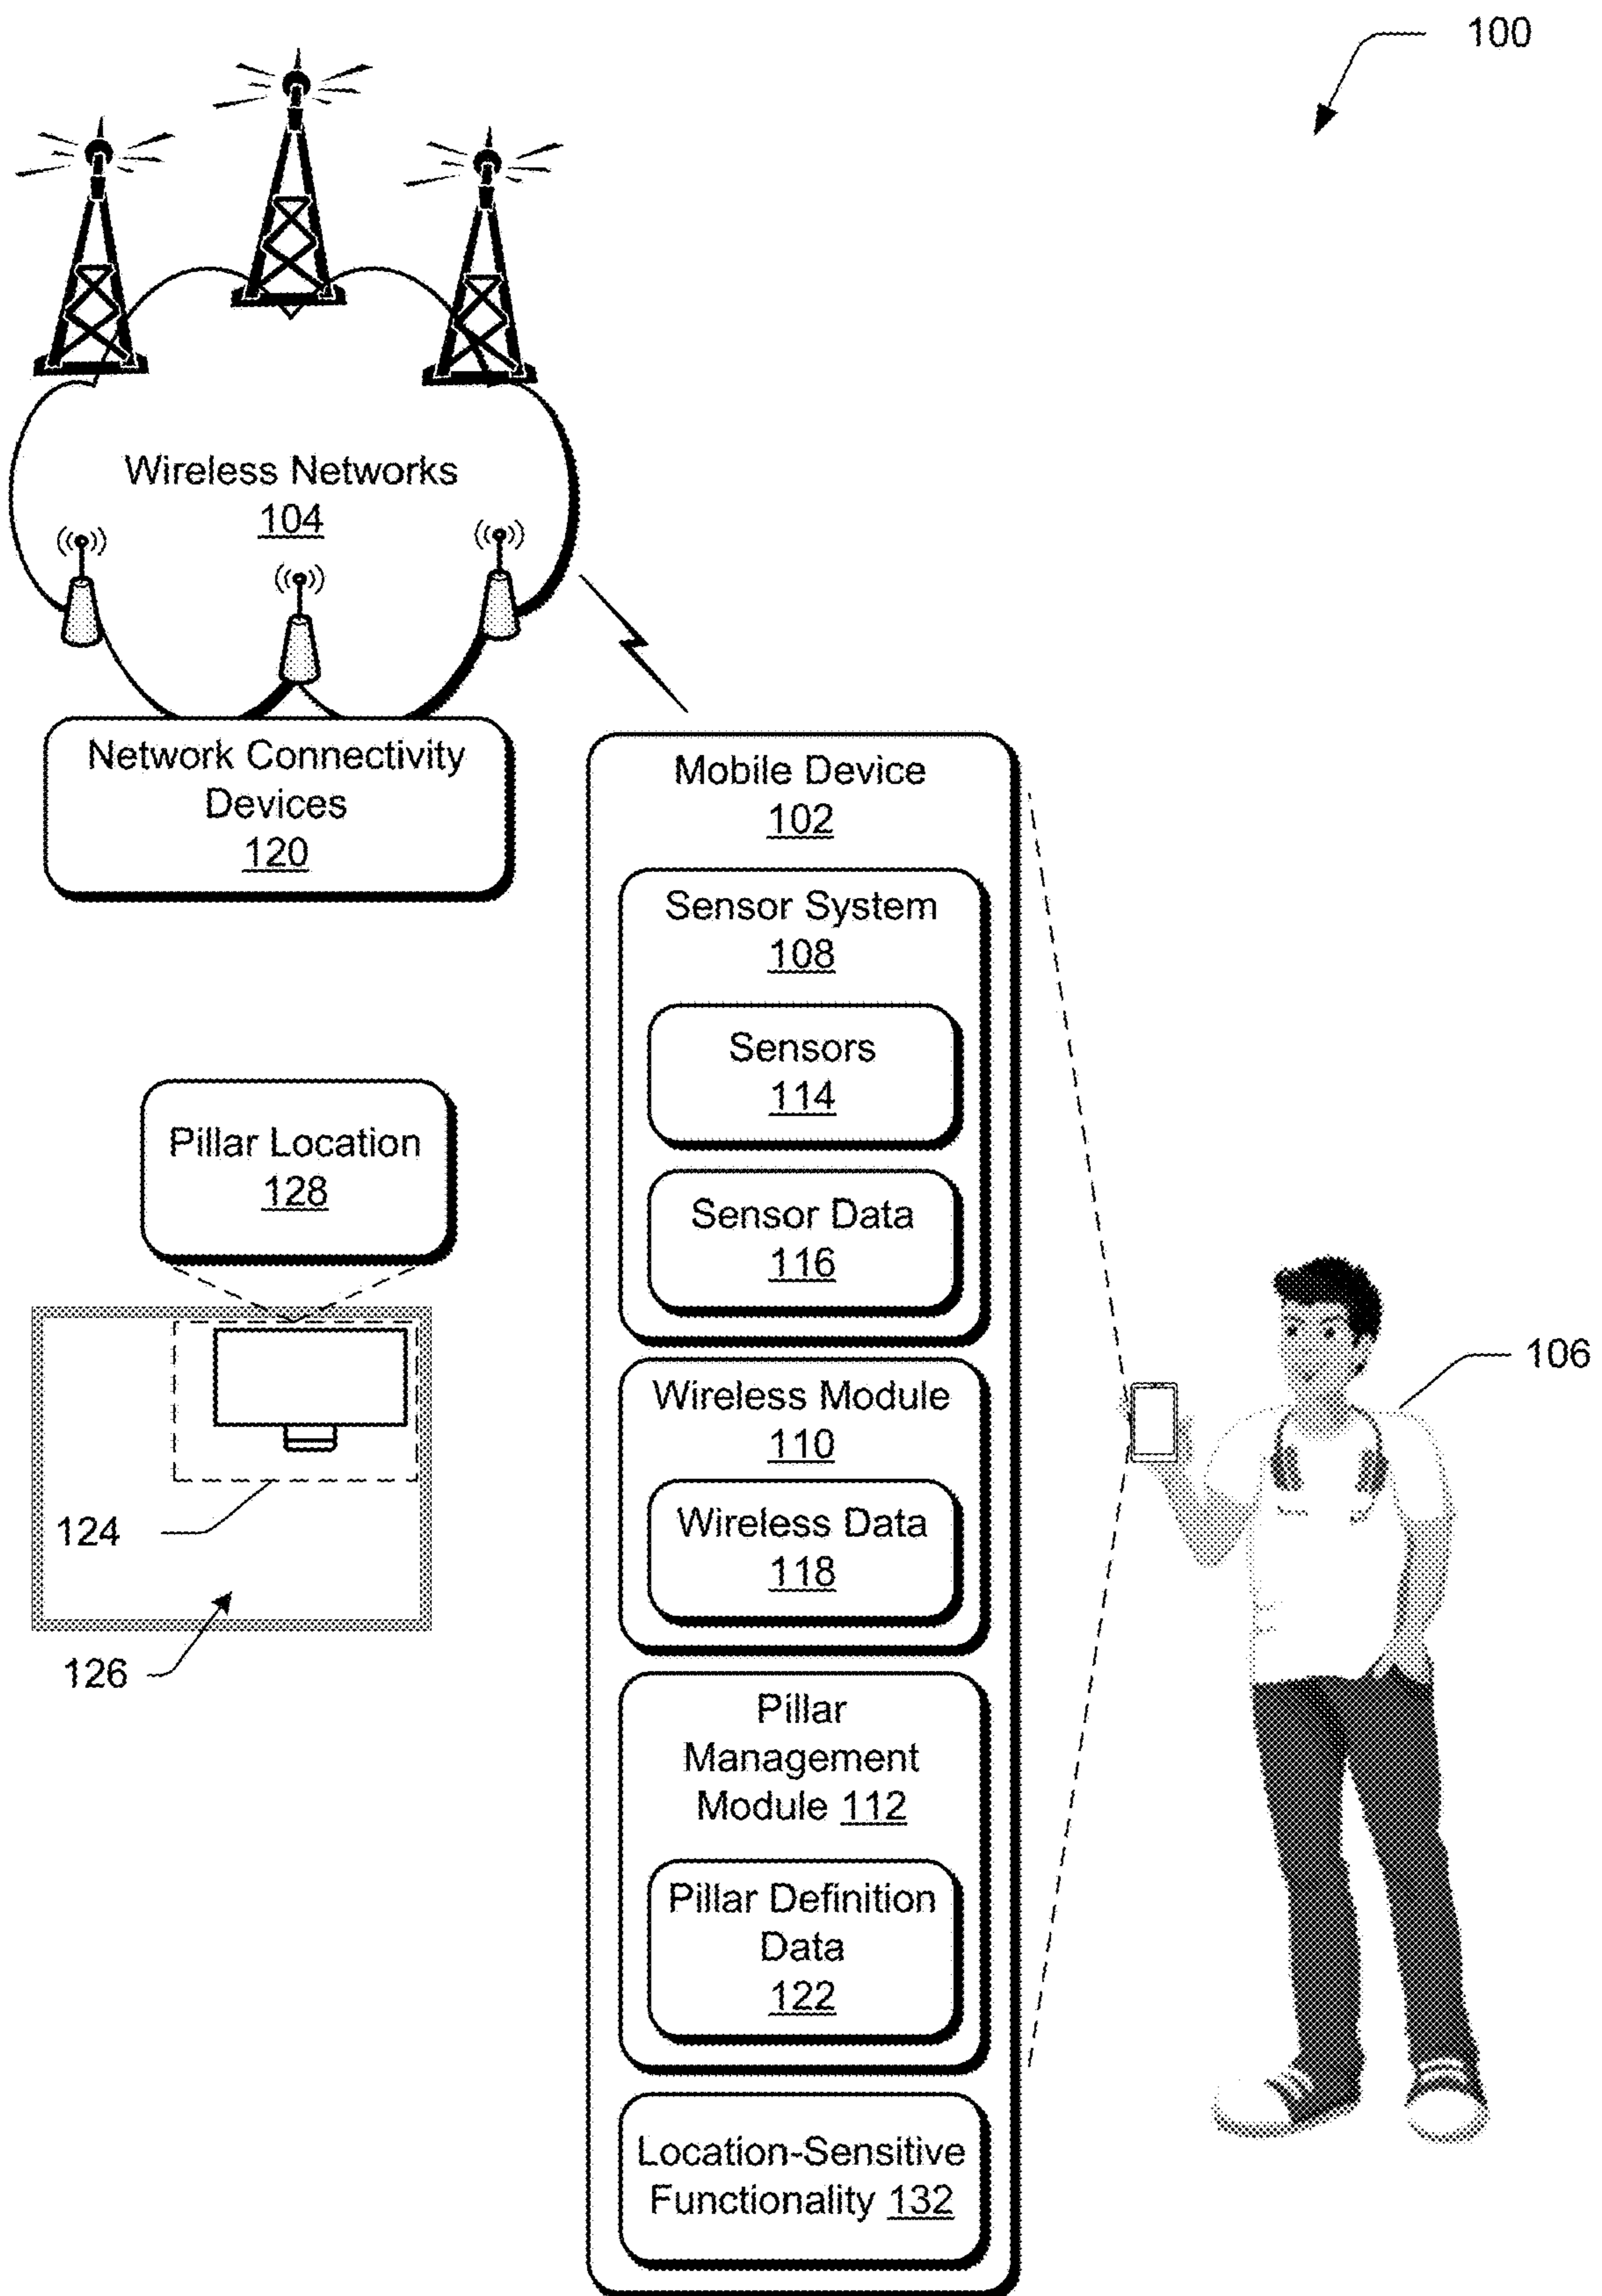 100
Wireless Networks
104
Network Connectivity
Devices
120
Mobile Device
102
Sensor System
108
Sensors
114
Sensor Data
116
Pillar Location
128
124
126
Wireless Module
110
Wireless Data
118
Pillar
Management
Module 112
Pillar Definition
Data
122
Location-Sensitive
Functionality 132
106